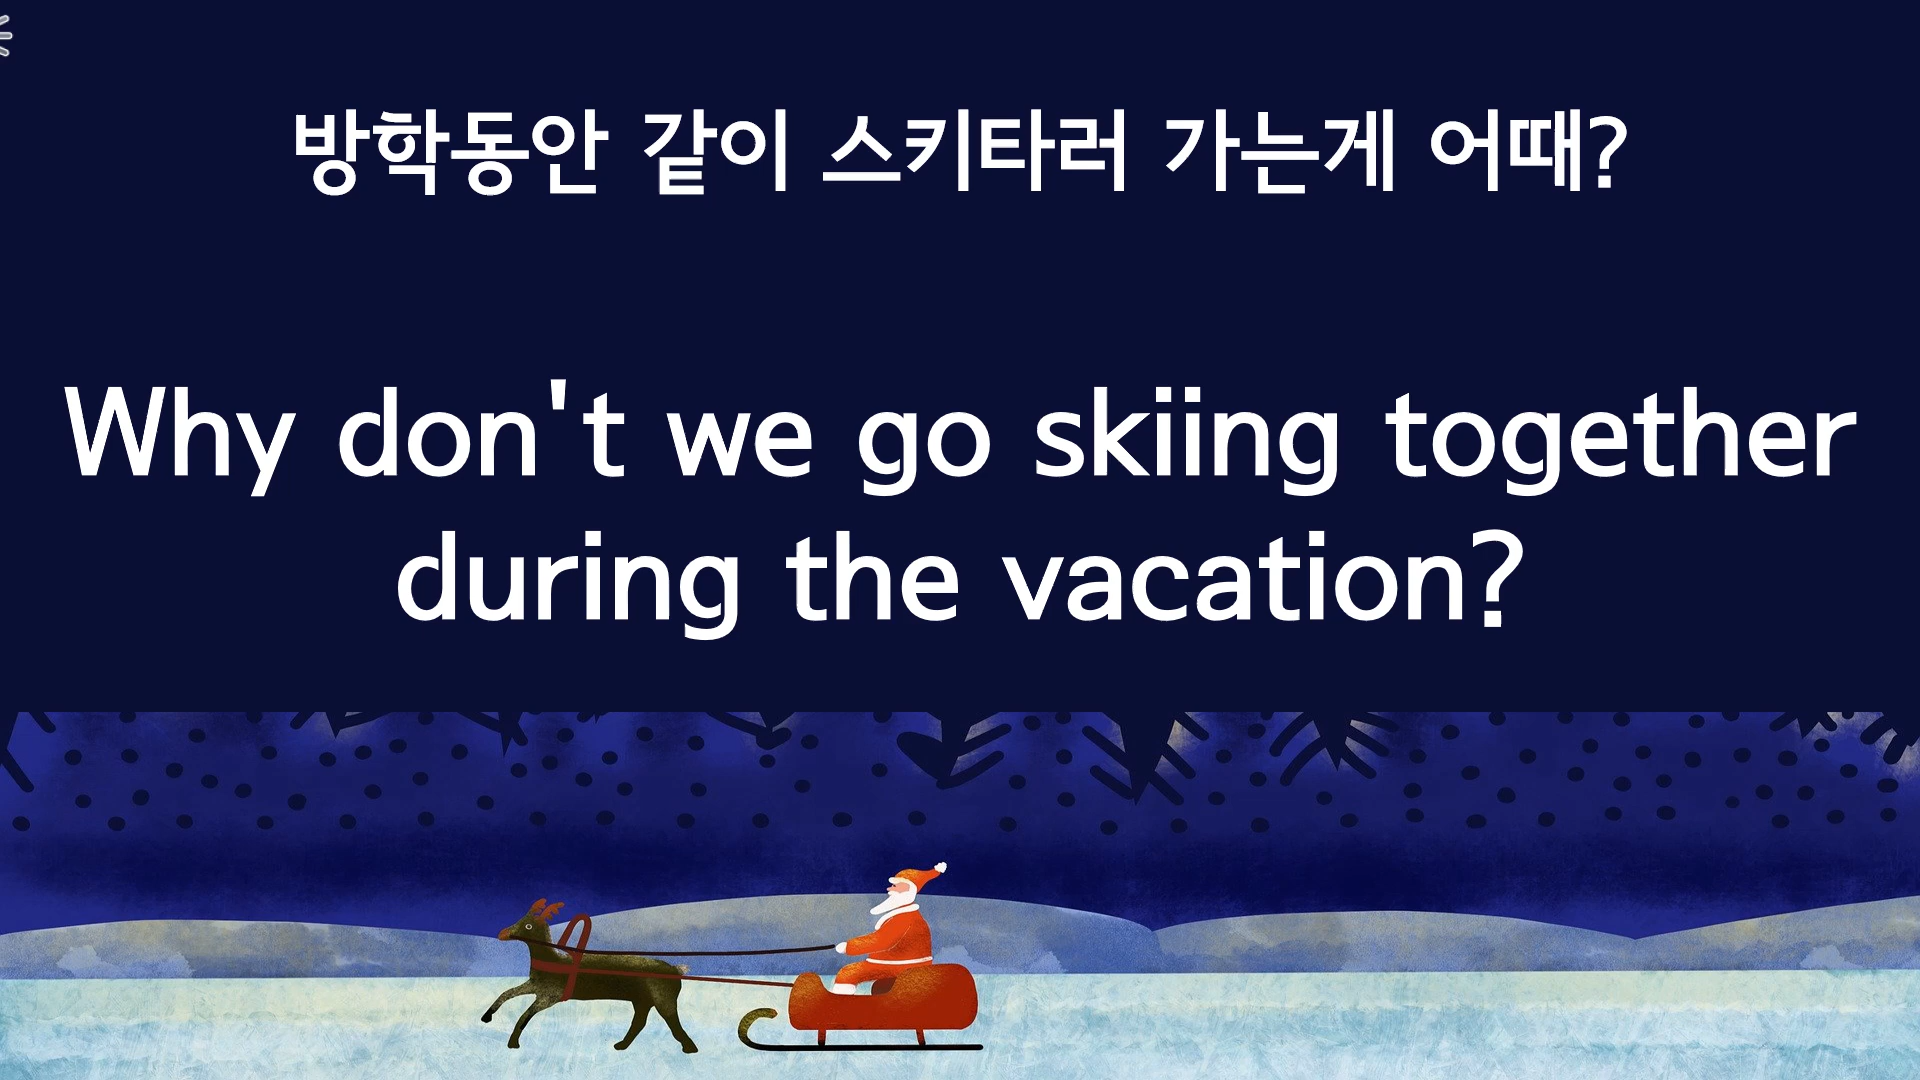 방학동안 같이 스키타러 가는게 어때?
Why don't we go skiing together
during the vacation?